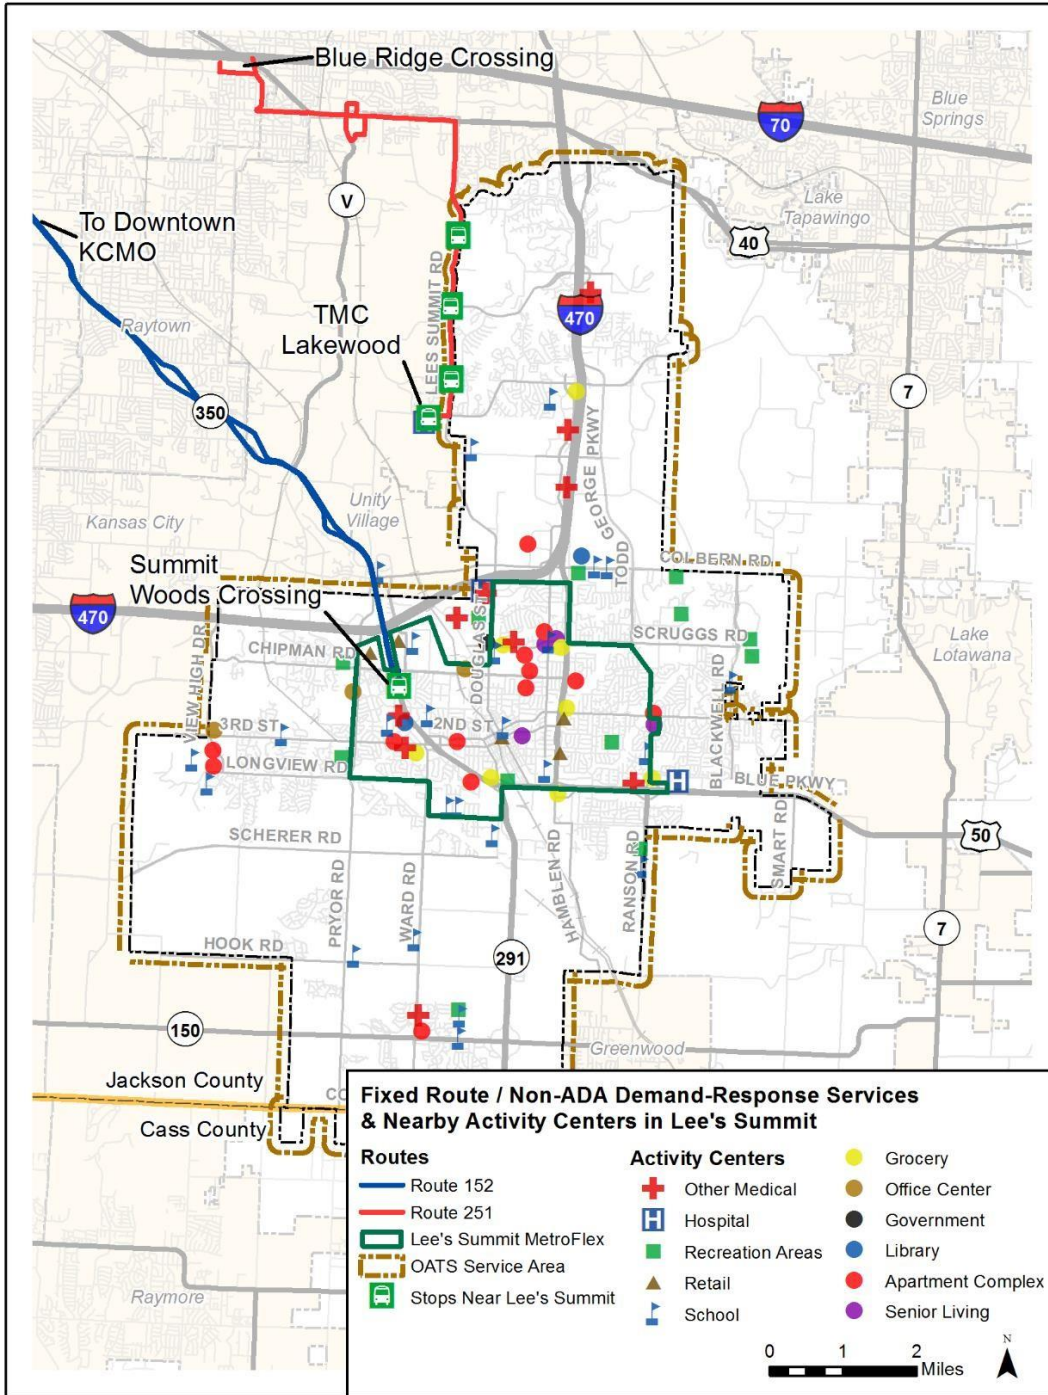 Blue Ridge Crossing
70
Blue
Springs
V
To Downtown
KCMO
Lake
Tapawingo
40
LEES SUMMIT RD
TMC
Lakewood
470
Raytown
7
350
GEORGE PKWY
TODD
Kansas City
Unity
Village
COLBERN RD
Summit
Woods Crossing
470
DOUGLAS ST
SCRUGGS RD
CHIPMAN RD
VIEW HIGH DR
Lake
Lotawana
BLACKWELL RD
3RD ST
2ND ST
LONGVIEW RD
BLUE PKWY
SCHERER RD
50
SMART RD
HAMBLEN RD
RANSON RD
PRYOR RD
WARD RD
HOOK RD
7
291
150
Greenwood
Jackson County
CO
Cass County
Raymore
Fixed Route / Non-ADA Demand-Response Services
& Nearby Activity Centers in Lee's Summit
Routes
Route 152
Route 251
Lee's Summit MetroFlex
OATS Service Area
Stops Near Lee's Summit
Activity Centers
Other Medical
H
Hospital
Recreation Areas
Retail
School
Grocery
Office Center
Government
Library
Apartment Complex
Senior Living
0 1 2
Miles
N